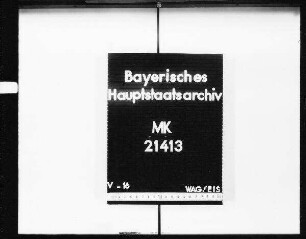 Bayerisches
Hauptstaatsarchiv
MK
21413
V - 16 WAG/EIS